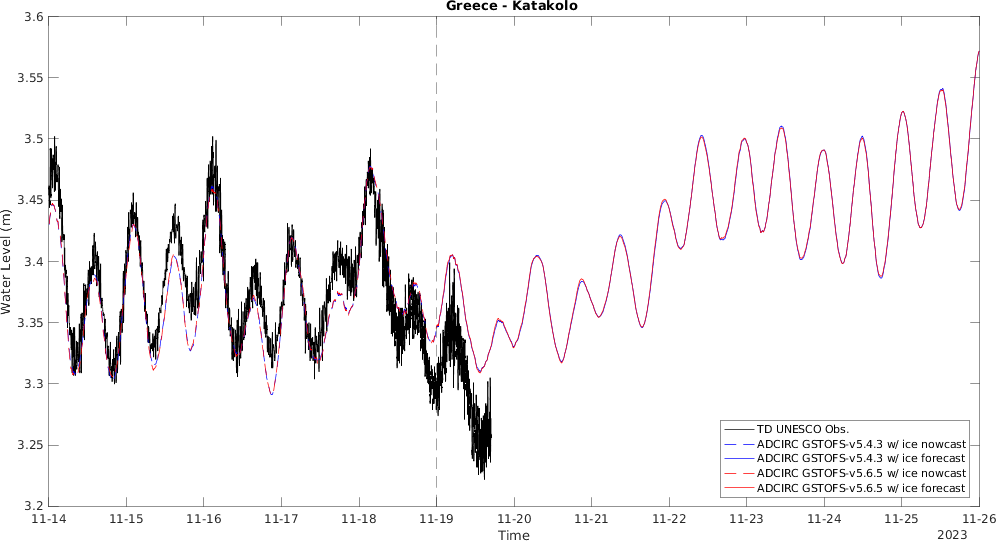 Greece - Katakolo
3.6
3.55
3.5
3.45
3.4
3.35
3.3
3.25
3.2
Water Level (m)
11-14 11-15 11-16 11-17 11-18 11-19 11-20 11-21 11-22 11-23 11-24 11-25 11-26
Time
2023
TD UNESCO Obs.
ADCIRC GSTOFS-v5.4.3 w/ ice nowcast
ADCIRC GSTOFS-v5.4.3 w/ ice forecast
ADCIRC GSTOFS-v5.6.5 w/ ice nowcast
ADCIRC GSTOFS-v5.6.5 w/ ice forecast